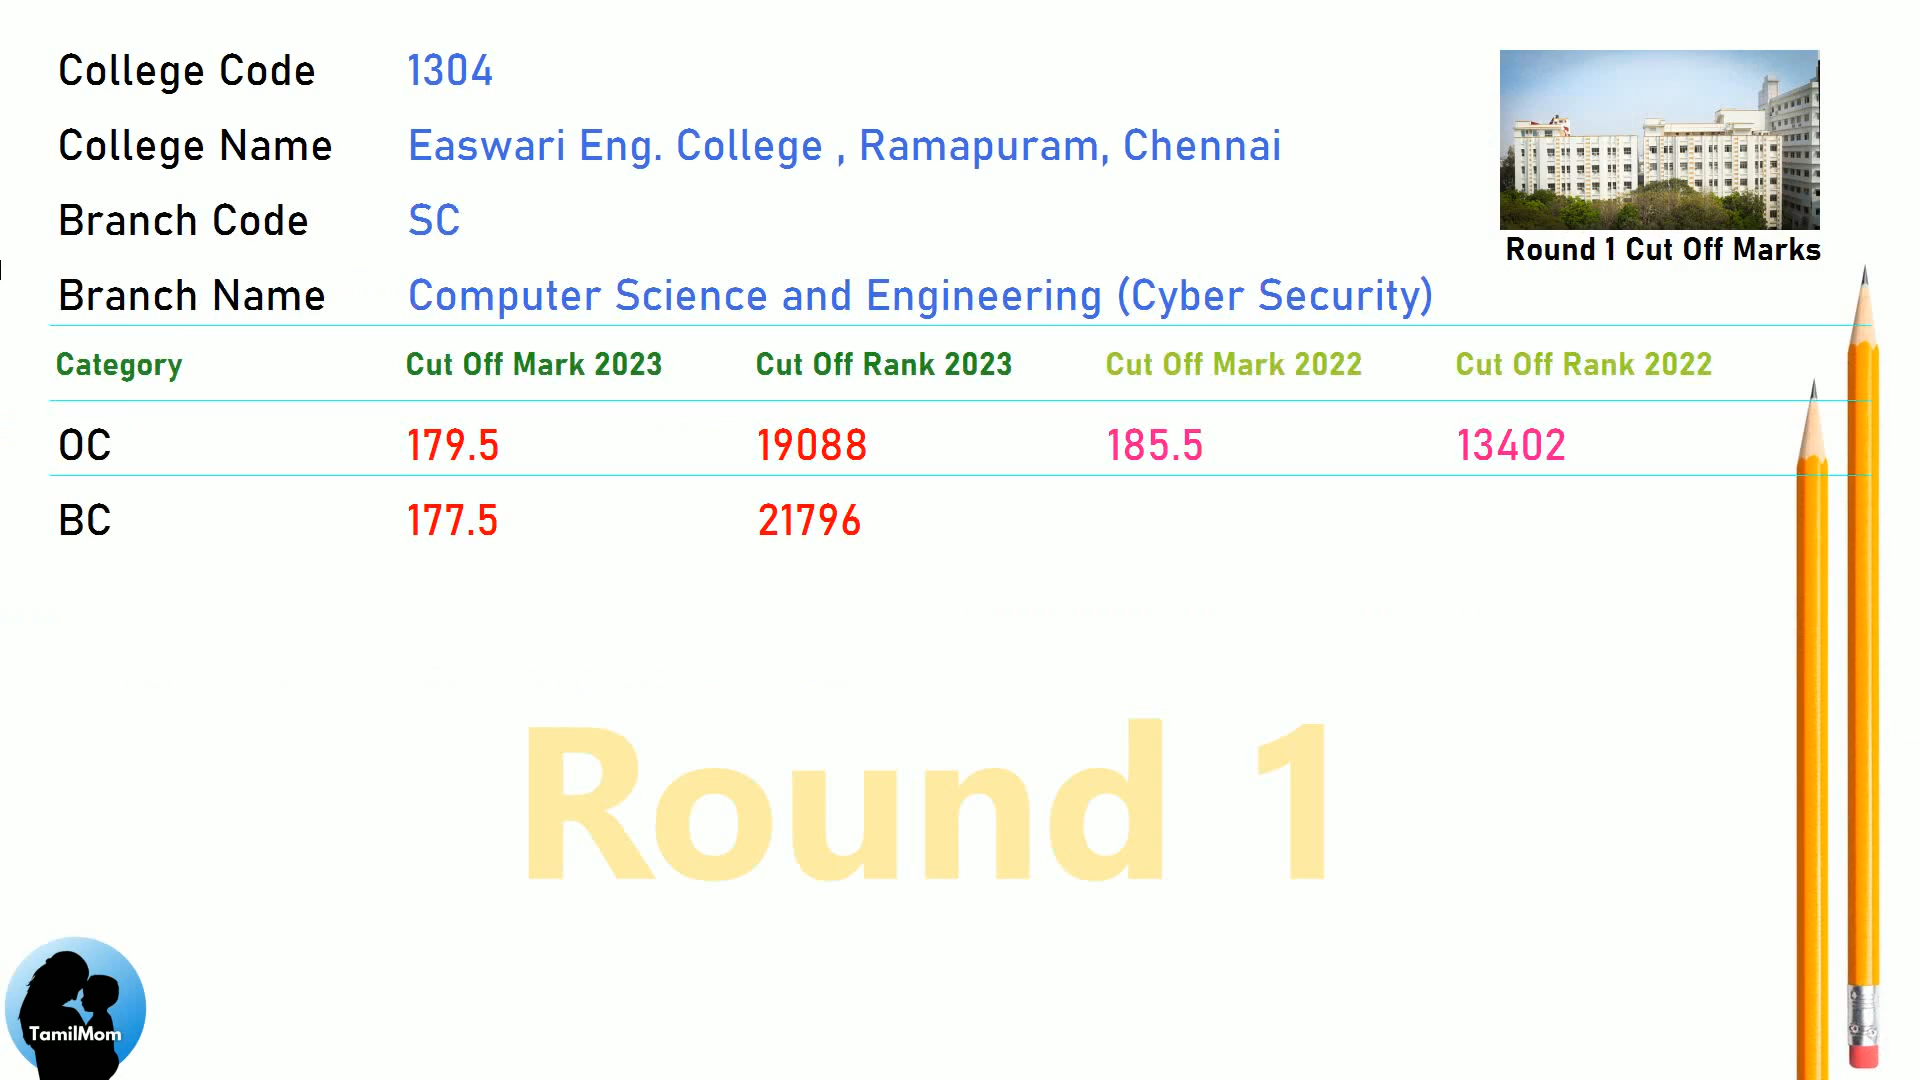 College Code 1304
College Name Easwari Eng. College , Ramapuram, Chennai
Branch Code SC
Round 1 Cut Off Marks
Branch Name Computer Science and Engineering (Cyber Security)
Category Cut Off Mark 2023 Cut Off Rank 2023 Cut Off Mark 2022 Cut Off Rank 2022
OC 179.5 19088 185.5 13402
BC 177.5 21796
Round 1
TamilMom